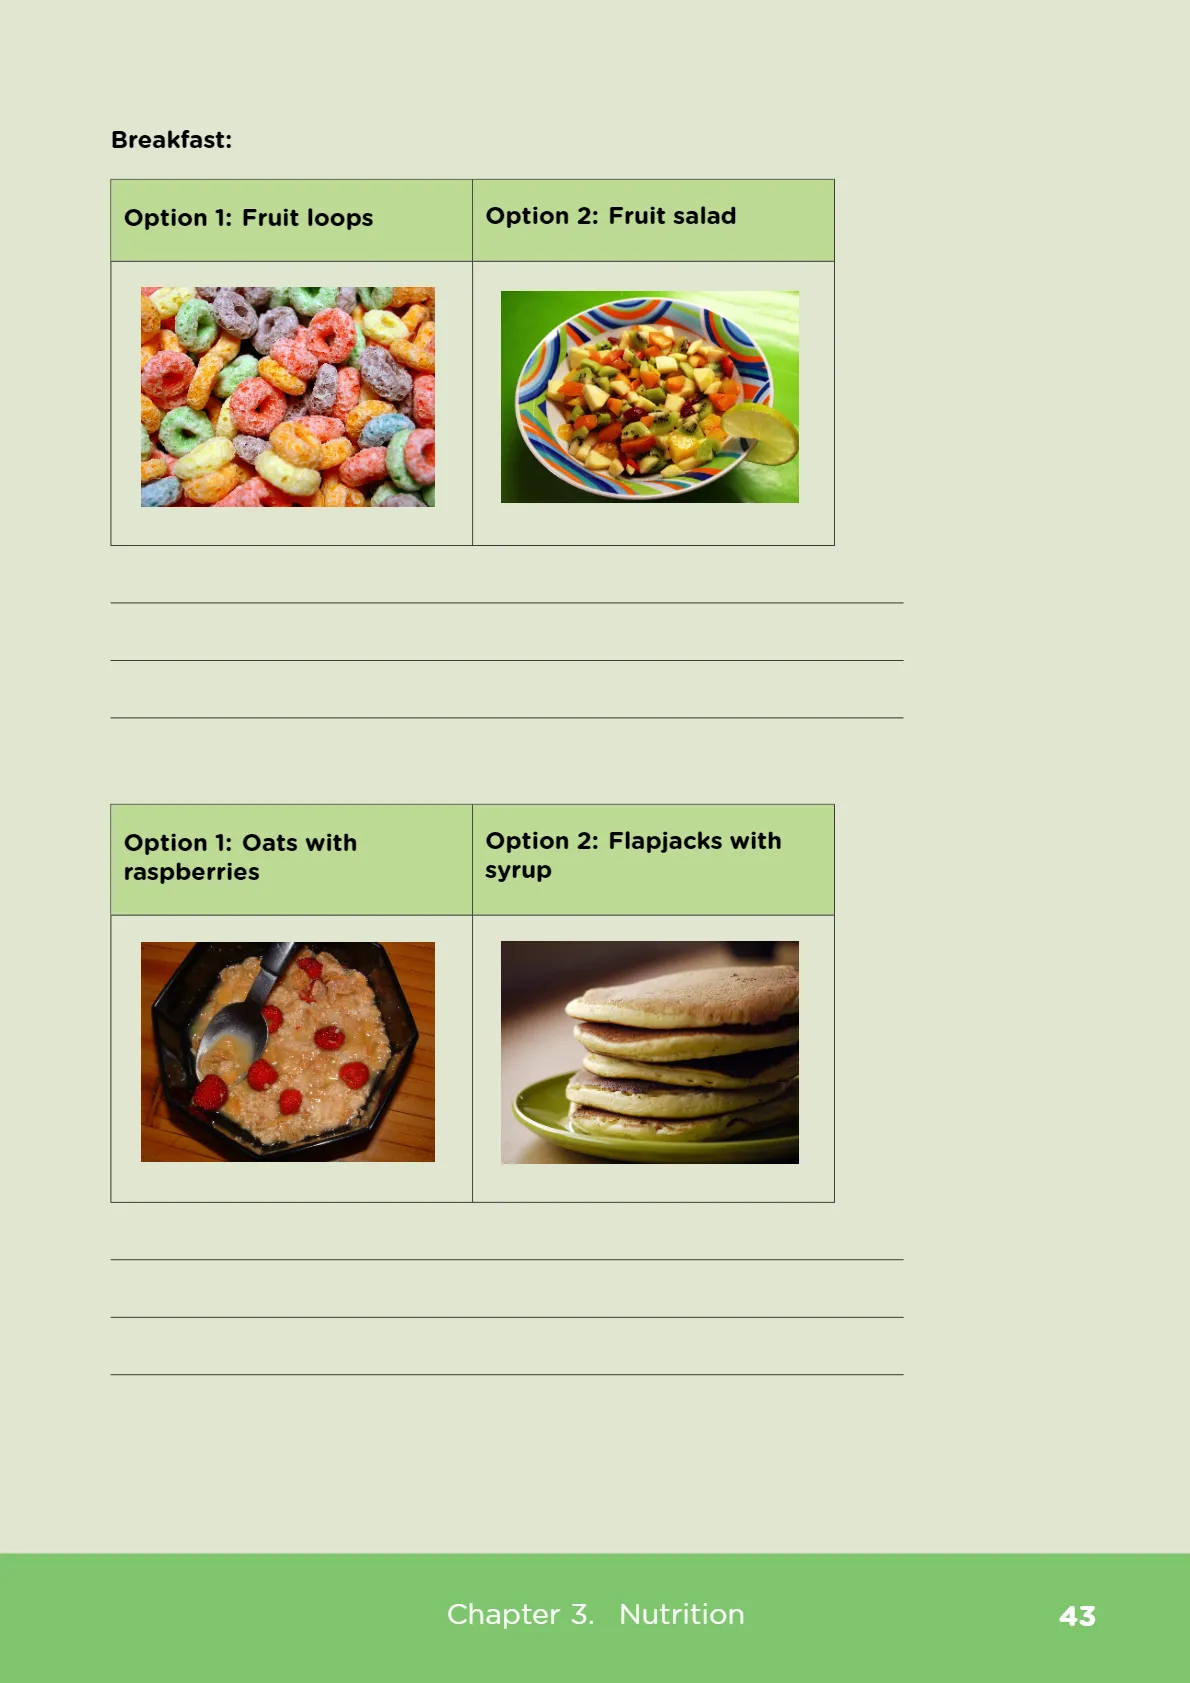 Breakfast:
Option 1: Fruit loops
Option 2: Fruit salad
Option 1: Oats with
raspberries
Option 2: Flapjacks with
syrup
Chapter 3. Nutrition
43